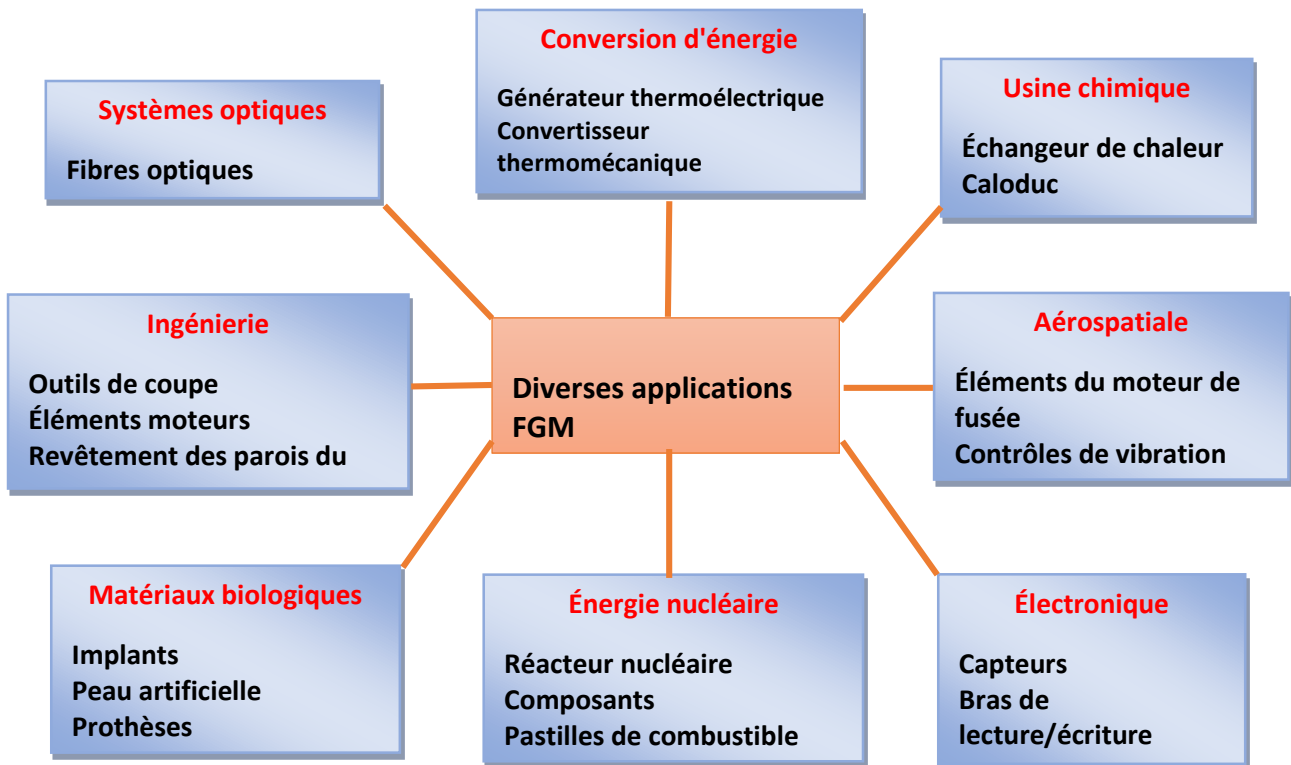 Conversion d'énergie
Générateur thermoélectrique
Convertisseur
thermomécanique
Systèmes optiques
Fibres optiques
Usine chimique
Échangeur de chaleur
Caloduc
Ingénierie
Outils de coupe
Éléments moteurs
Revêtement des parois du
Diverses applications
FGM
Aérospatiale
Éléments du moteur de
fusée
Contrôles de vibration
Matériaux biologiques
Implants
Peau artificielle
Prothèses
Énergie nucléaire
Réacteur nucléaire
Composants
Pastilles de combustible
Électronique
Capteurs
Bras de
lecture/écriture